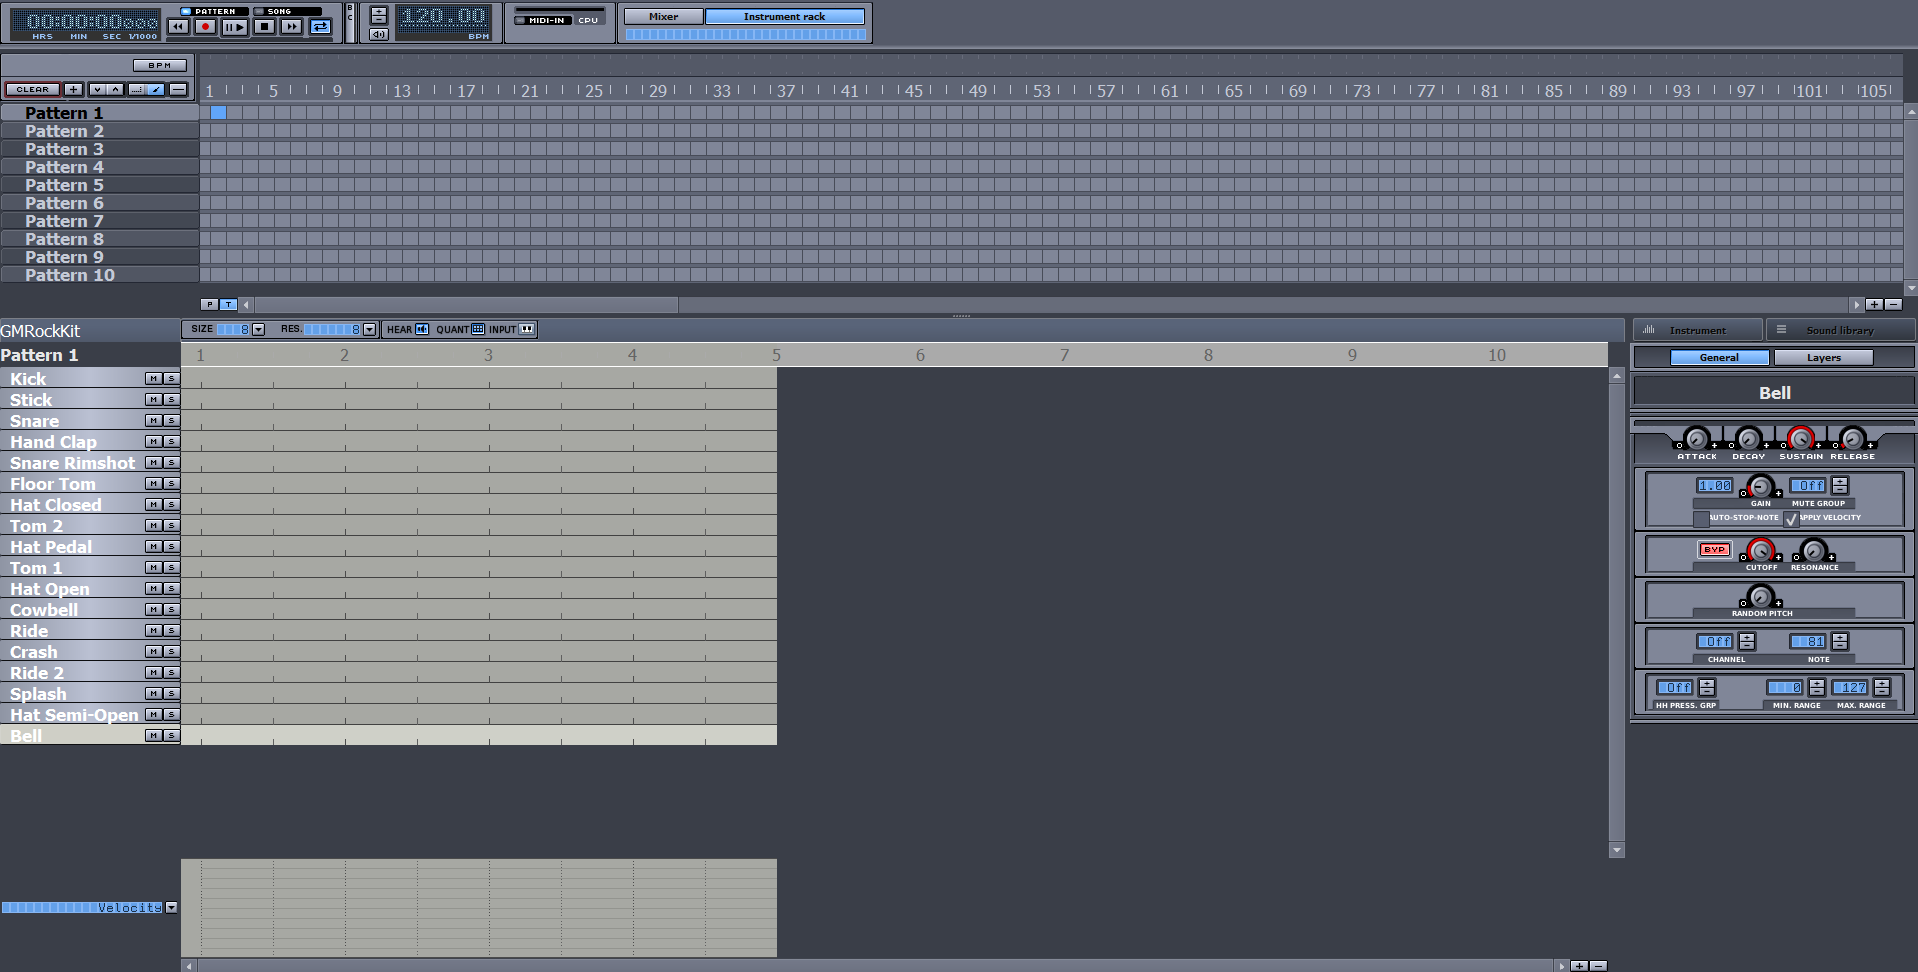 PATTERN SONG
00:00:00000
HRS MIN SEC 1/1000
B
C
120.00
BPM
MIDI-IN CPU
Mixer Instrument rack
BPM
CLEAR
1 5 9 13 17 21 25 29 33 37 41 45 49 53 57 61 65 69 73 77 81 85 89 93 97 101 105
Pattern 1
Pattern 2
Pattern 3
Pattern 4
Pattern 5
Pattern 6
Pattern 7
Pattern 8
Pattern 9
Pattern 10
P T
GMRockKit
SIZE 8 RES. 8 HEAR QUANT INPUT
Instrument Sound library
Pattern 1
1 2 3 4 5 6 7 8 9 10
General Layers
Kick M S
Stick M S
Snare M S
Hand Clap M S
Snare Rimshot M S
Floor Tom M S
Hat Closed M S
Tom 2 M S
Hat Pedal M S
Tom 1 M S
Hat Open M S
Cowbell M S
Ride M S
Crash M S
Ride 2 M S
Splash M S
Hat Semi-Open M S
Bell M S
Bell
ATTACK DECAY SUSTAIN RELEASE
1.00 Off
GAIN MUTE GROUP
AUTO-STOP-NOTE APPLY VELOCITY
BYP
CUTOFF RESONANCE
RANDOM PITCH
Off 81
CHANNEL NOTE
Off 0 127
HH PRESS. GRP MIN. RANGE MAX. RANGE
Velocity